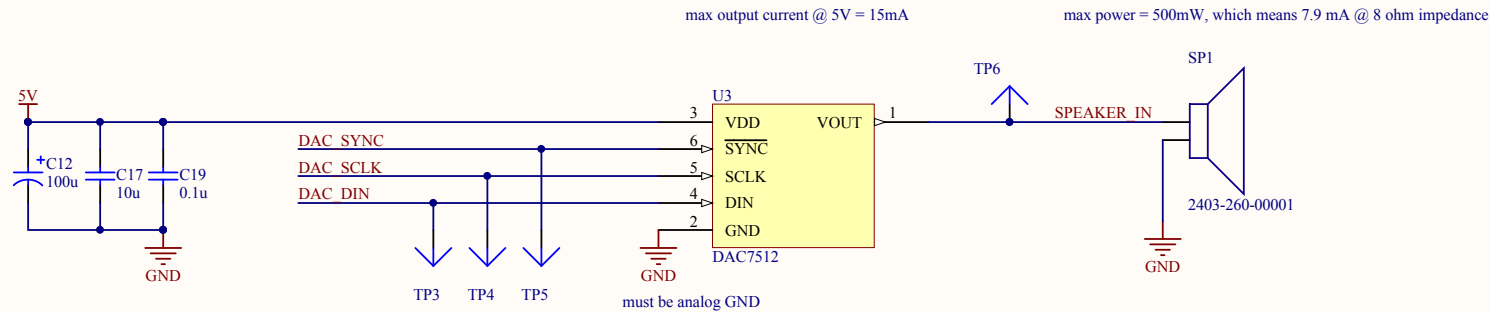 max output current @ 5V = 15mA
max power = 500mW, which means 7.9 mA @ 8 ohm impedance
SP1
TP6
5V
U3
3
VDD
VOUT
1
SPEAKER_IN
DAC_SYNC
6
SYNC
C12
100u
C17
10u
C19
0.1u
DAC_SCLK
5
SCLK
DAC_DIN
4
DIN
2
GND
2403-260-00001
DAC7512
GND
GND
GND
TP3
TP4
TP5
must be analog GND